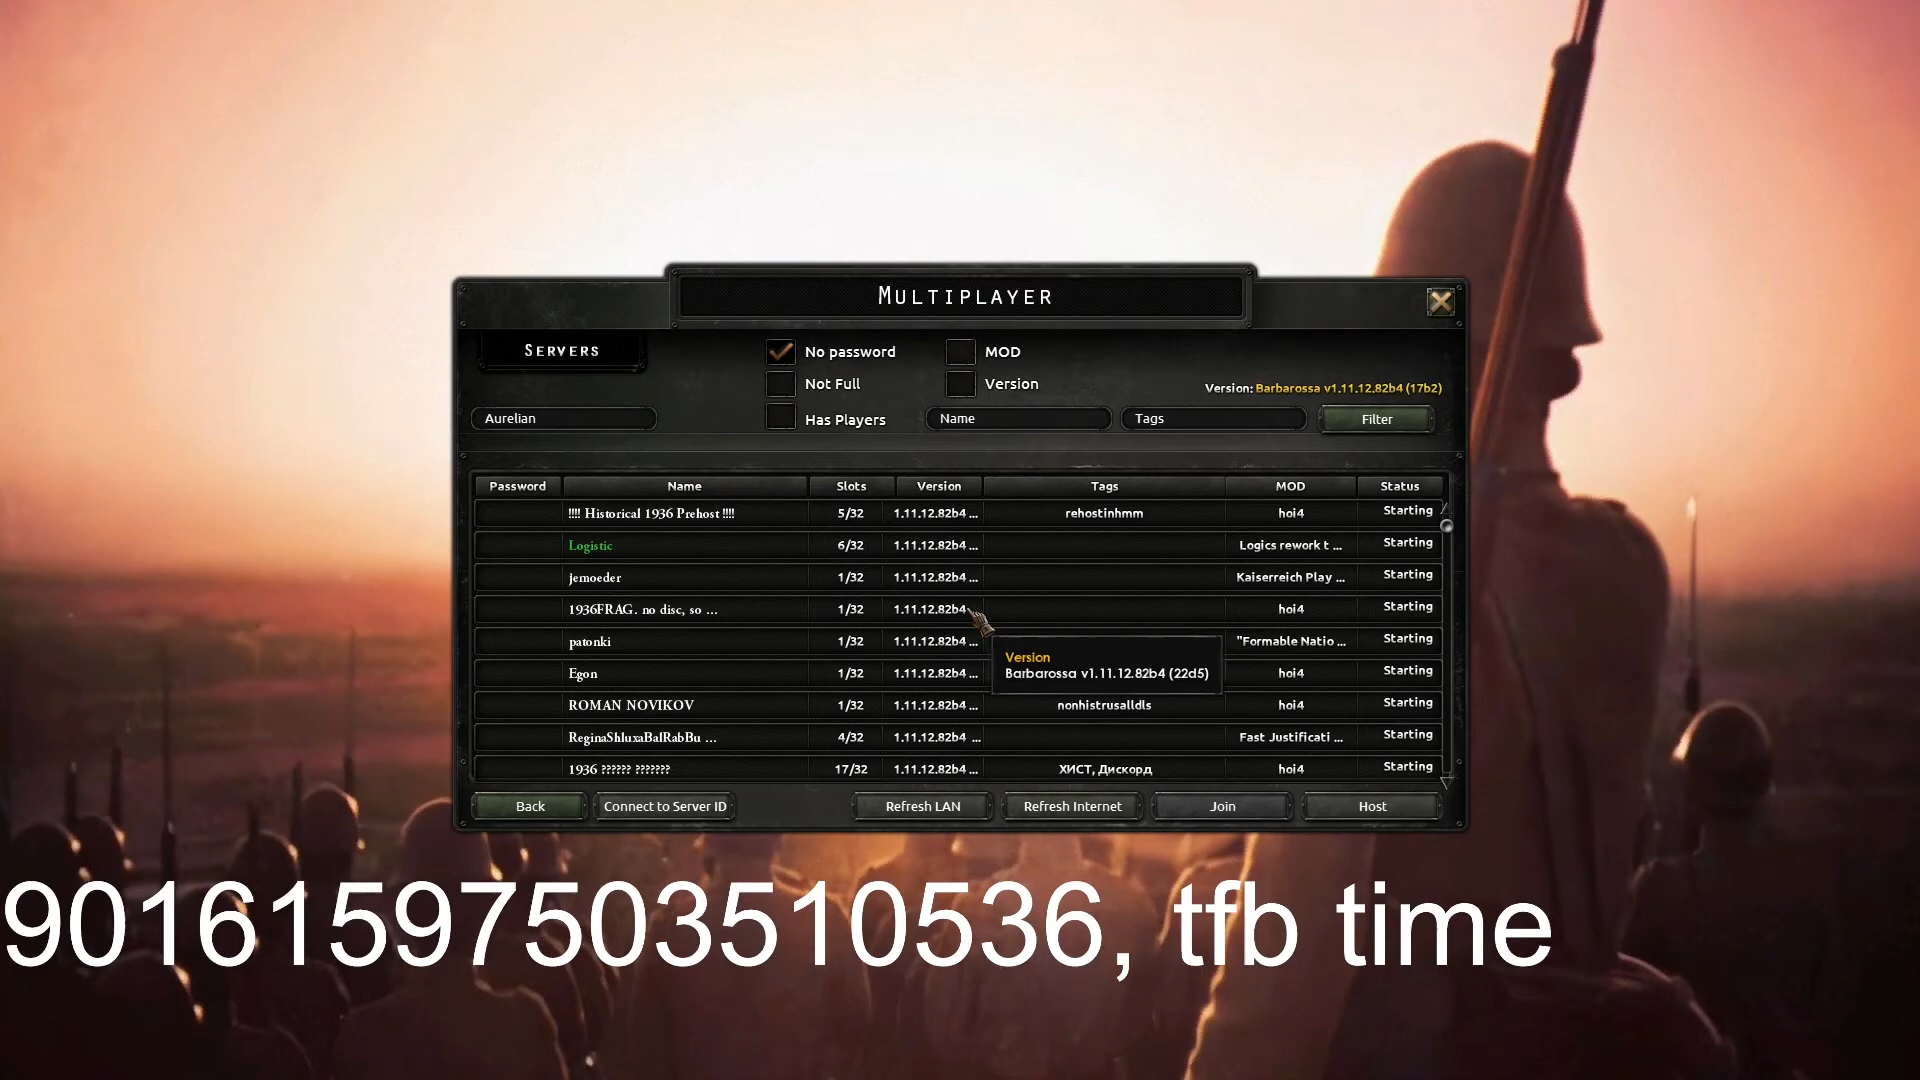 MULTIPLAYER
SERVERS
No password
MOD
Not Full
Version
Version: Barbarossa v1.11.12.82b4 (17b2)
Aurelian
Has Players
Name
Tags
Filter
Password Name Slots Version Tags MOD Status
!!!! Historical 1936 Prehost !!!! 5/32 1.11.12.82b4 ... rehostinhmm hoi4 Starting
Logistic 6/32 1.11.12.82b4 ... Logics rework t ... Starting
jemoeder 1/32 1.11.12.82b4 ... Kaiserreich Play ... Starting
1936FRAG. no disc, so ... 1/32 1.11.12.82b4 hoi4 Starting
patonki 1/32 1.11.12.82b4 ... "Formable Natio ... Starting
Version
Barbarossa v1.11.12.82b4 (22d5)
Egon 1/32 1.11.12.82b4 ... hoi4 Starting
ROMAN NOVIKOV 1/32 1.11.12.82b4 ... nonhistrusalldls hoi4 Starting
ReginaShluxaBalRabBu ... 4/32 1.11.12.82b4 ... Fast Justificati ... Starting
1936 ?????? ??????? 17/32 1.11.12.82b4 ... ХИСТ, Дискорд hoi4 Starting
Back Connect to Server ID Refresh LAN Refresh Internet Join Host
90161597503510536, tfb time